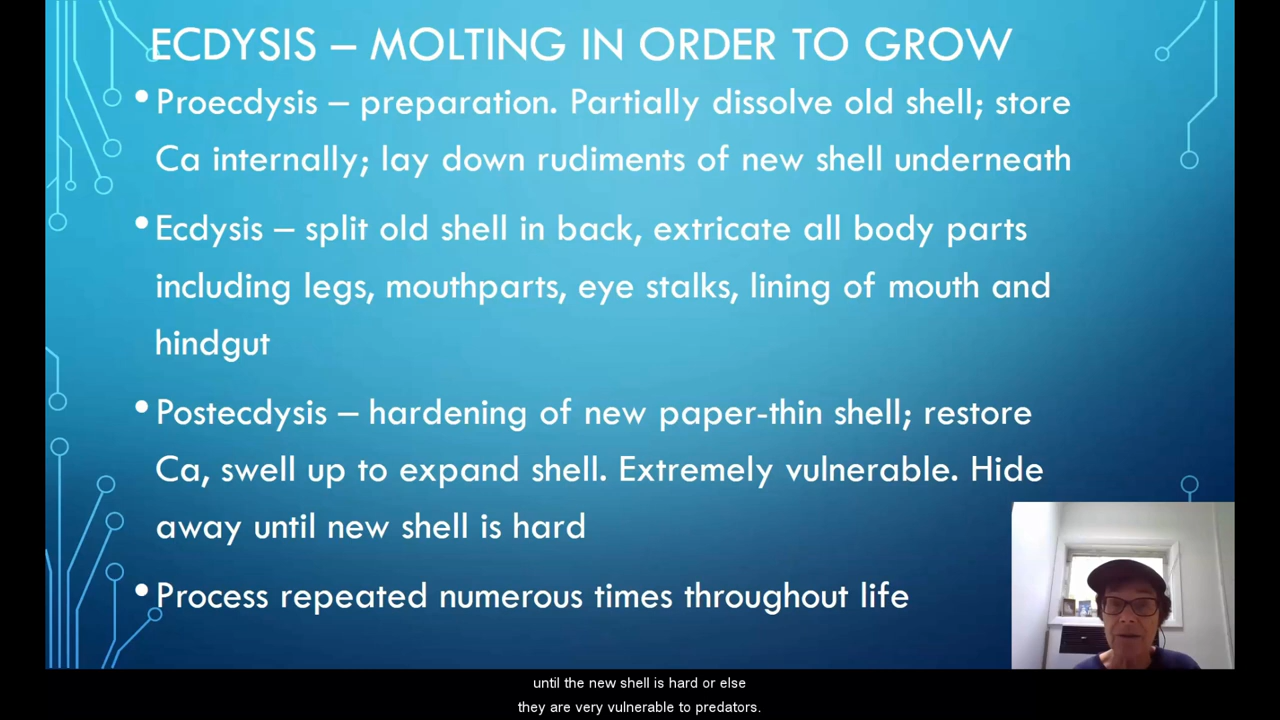 ECDYSIS – MOLTING IN ORDER TO GROW
• Proecdysis – preparation. Partially dissolve old shell; store
Ca internally; lay down rudiments of new shell underneath
• Ecdysis – split old shell in back, extricate all body parts
including legs, mouthparts, eye stalks, lining of mouth and
hindgut
• Postecdysis – hardening of new paper-thin shell; restore
Ca, swell up to expand shell. Extremely vulnerable. Hide
away until new shell is hard
• Process repeated numerous times throughout life
until the new shell is hard or else
they are very vulnerable to predators.